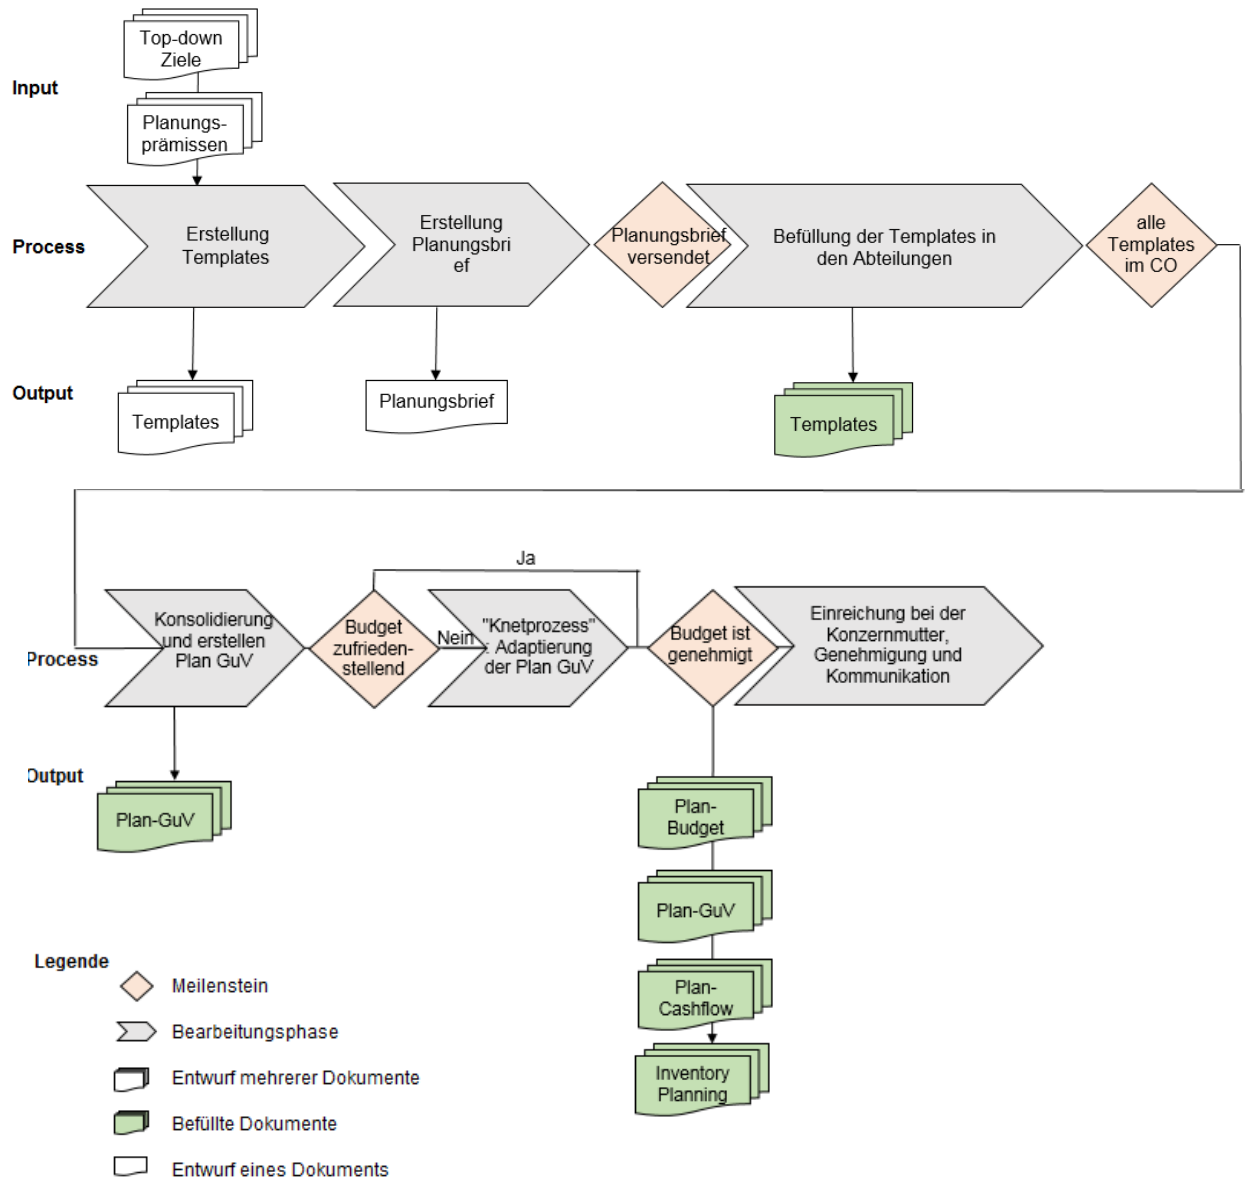 Top-down
Ziele
Input
Planungs-
prämissen
Process
Erstellung
Templates
Erstellung
Planungsbri
ef
Planungsbrief
versendet
Befüllung der Templates in
den Abteilungen
alle
Templates
im CO
Output
Templates
Planungsbrief
Templates
Ja
Process
Konsolidierung
und erstellen
Plan GuV
Budget
zufrieden-
stellend
Nein
"Knetprozess"
: Adaptierung
der Plan GuV
Budget ist
genehmigt
Einreichung bei der
Konzernmutter,
Genehmigung und
Kommunikation
Output
Plan-GuV
Plan-
Budget
Plan-GuV
Plan-
Cashflow
Inventory
Planning
Legende
Meilenstein
Bearbeitungsphase
Entwurf mehrerer Dokumente
Befüllte Dokumente
Entwurf eines Dokuments